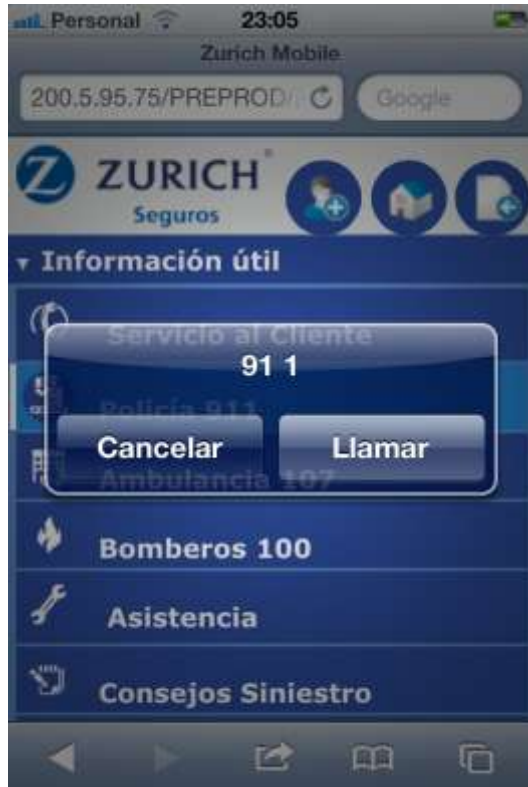 Personal 23:05
Zurich Mobile
200.5.95.75/PREPROD/ Google
ZURICH®
Seguros
Información útil
Servicio al Cliente
91 1
Policía 911
Cancelar Llamar
Ambulancia 107
Bomberos 100
Asistencia
Consejos Siniestro